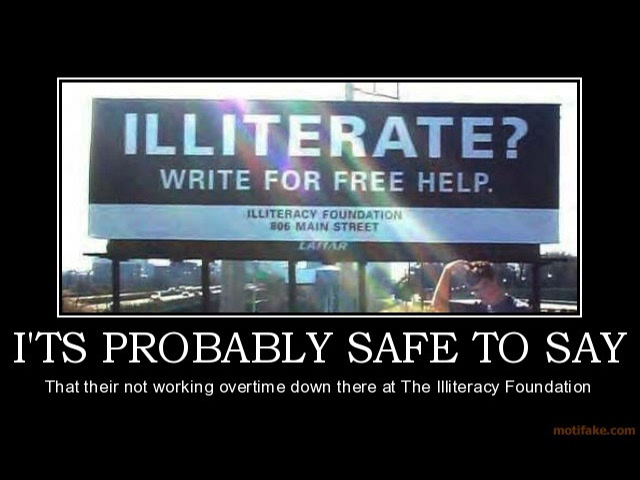 ILLITERATE?
WRITE FOR FREE HELP.
ILLITERACY FOUNDATION
806 MAIN STREET
LAMAR
I'TS PROBABLY SAFE TO SAY
That their not working overtime down there at The Illiteracy Foundation
motifake.com